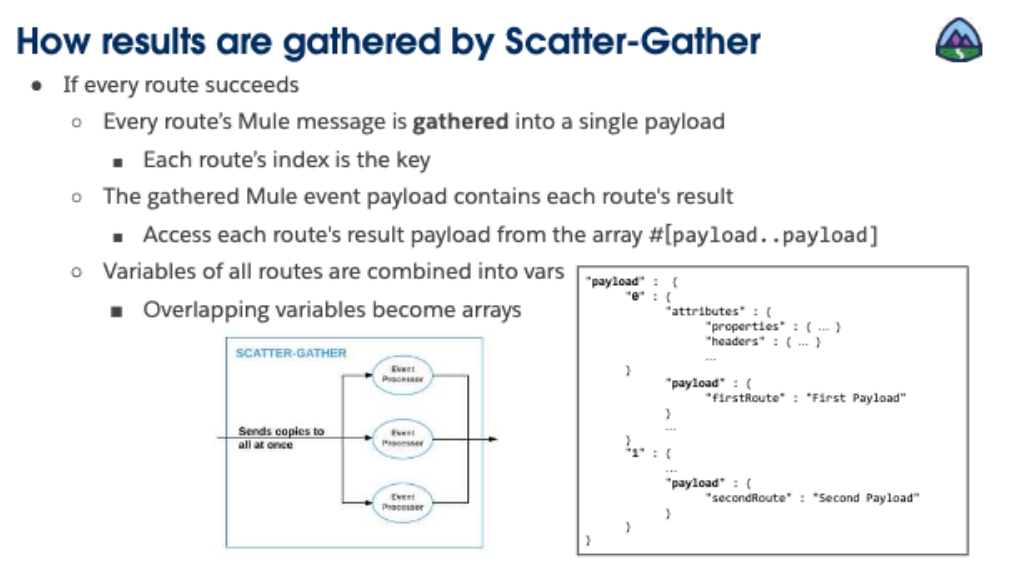 How results are gathered by Scatter-Gather
● If every route succeeds
○ Every route's Mule message is gathered into a single payload
■ Each route's index is the key
○ The gathered Mule event payload contains each route's result
■ Access each route's result payload from the array #[payload..payload]
○ Variables of all routes are combined into vars
■ Overlapping variables become arrays
SCATTER-GATHER
Event
Processor
Sends copies to
all at once
Event
Processor
Event
Processor
"payload" : {
"0" : {
"attributes" : {
"properties" : { … }
"headers" : { … }
…
}
"payload" : {
"firstRoute" : "First Payload"
}
…
}
"1" : {
…
"payload" : {
"secondRoute" : "Second Payload"
}
}
}